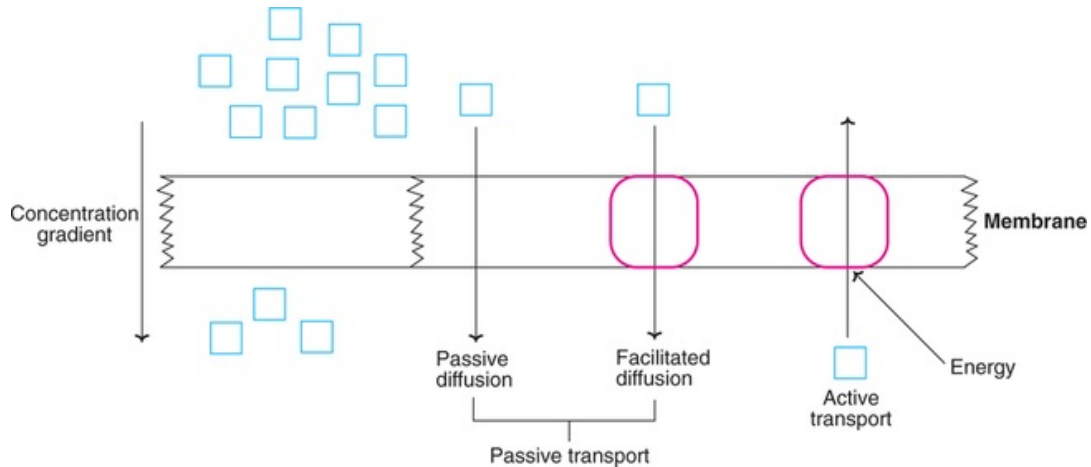 Concentration
gradient
Membrane
Passive
diffusion
Facilitated
diffusion
Energy
Active
transport
Passive transport